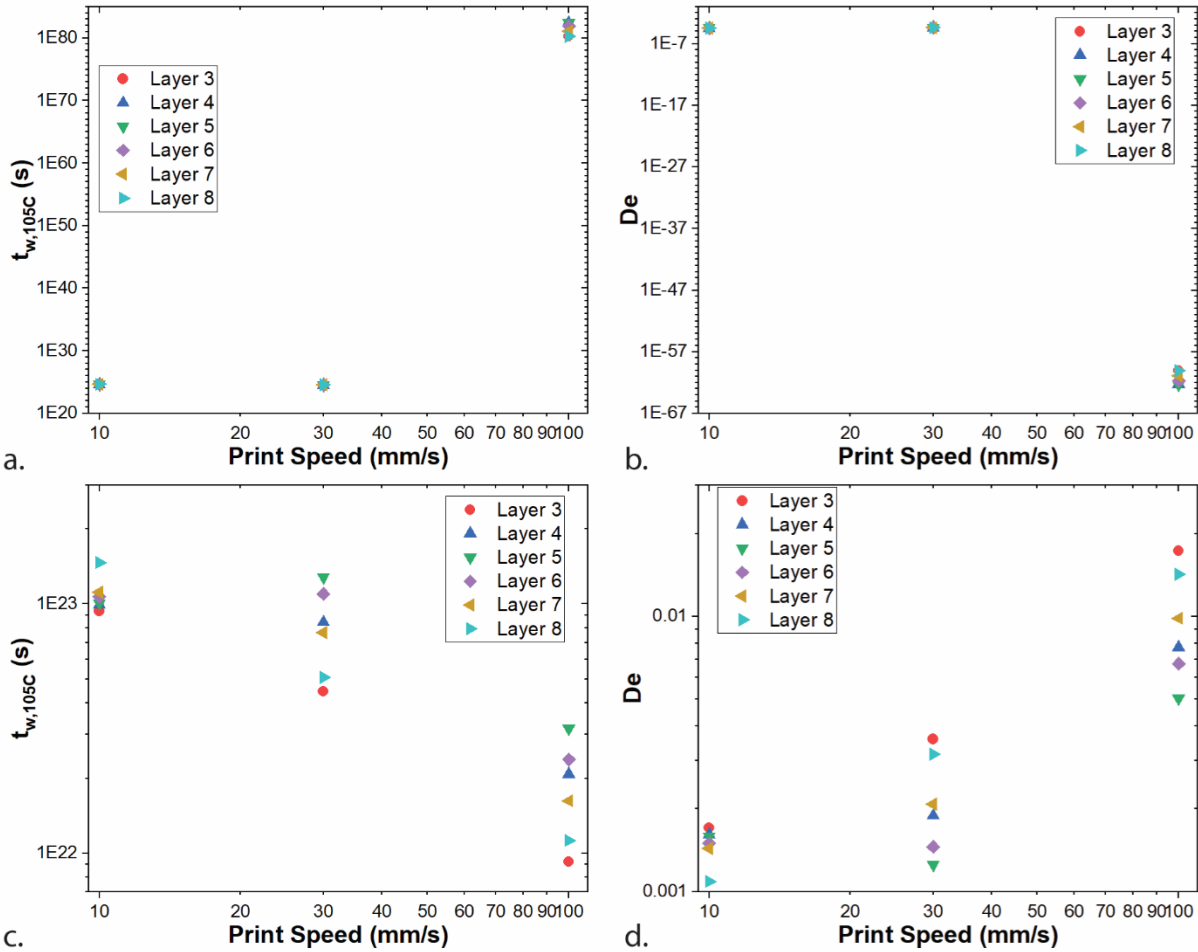 1E80
1E70
1E60
1E50
1E40
1E30
1E20
t_w,105C (s)
Layer 3
Layer 4
Layer 5
Layer 6
Layer 7
Layer 8
10 20 30 40 50 60 70 80 90 100
Print Speed (mm/s)
a.
1E-7
1E-17
1E-27
1E-37
1E-47
1E-57
1E-67
De
Layer 3
Layer 4
Layer 5
Layer 6
Layer 7
Layer 8
10 20 30 40 50 60 70 80 90 100
Print Speed (mm/s)
b.
1E23
1E22
t_w,105C (s)
Layer 3
Layer 4
Layer 5
Layer 6
Layer 7
Layer 8
10 20 30 40 50 60 70 80 90 100
Print Speed (mm/s)
c.
0.01
0.001
De
Layer 3
Layer 4
Layer 5
Layer 6
Layer 7
Layer 8
10 20 30 40 50 60 70 80 90 100
Print Speed (mm/s)
d.